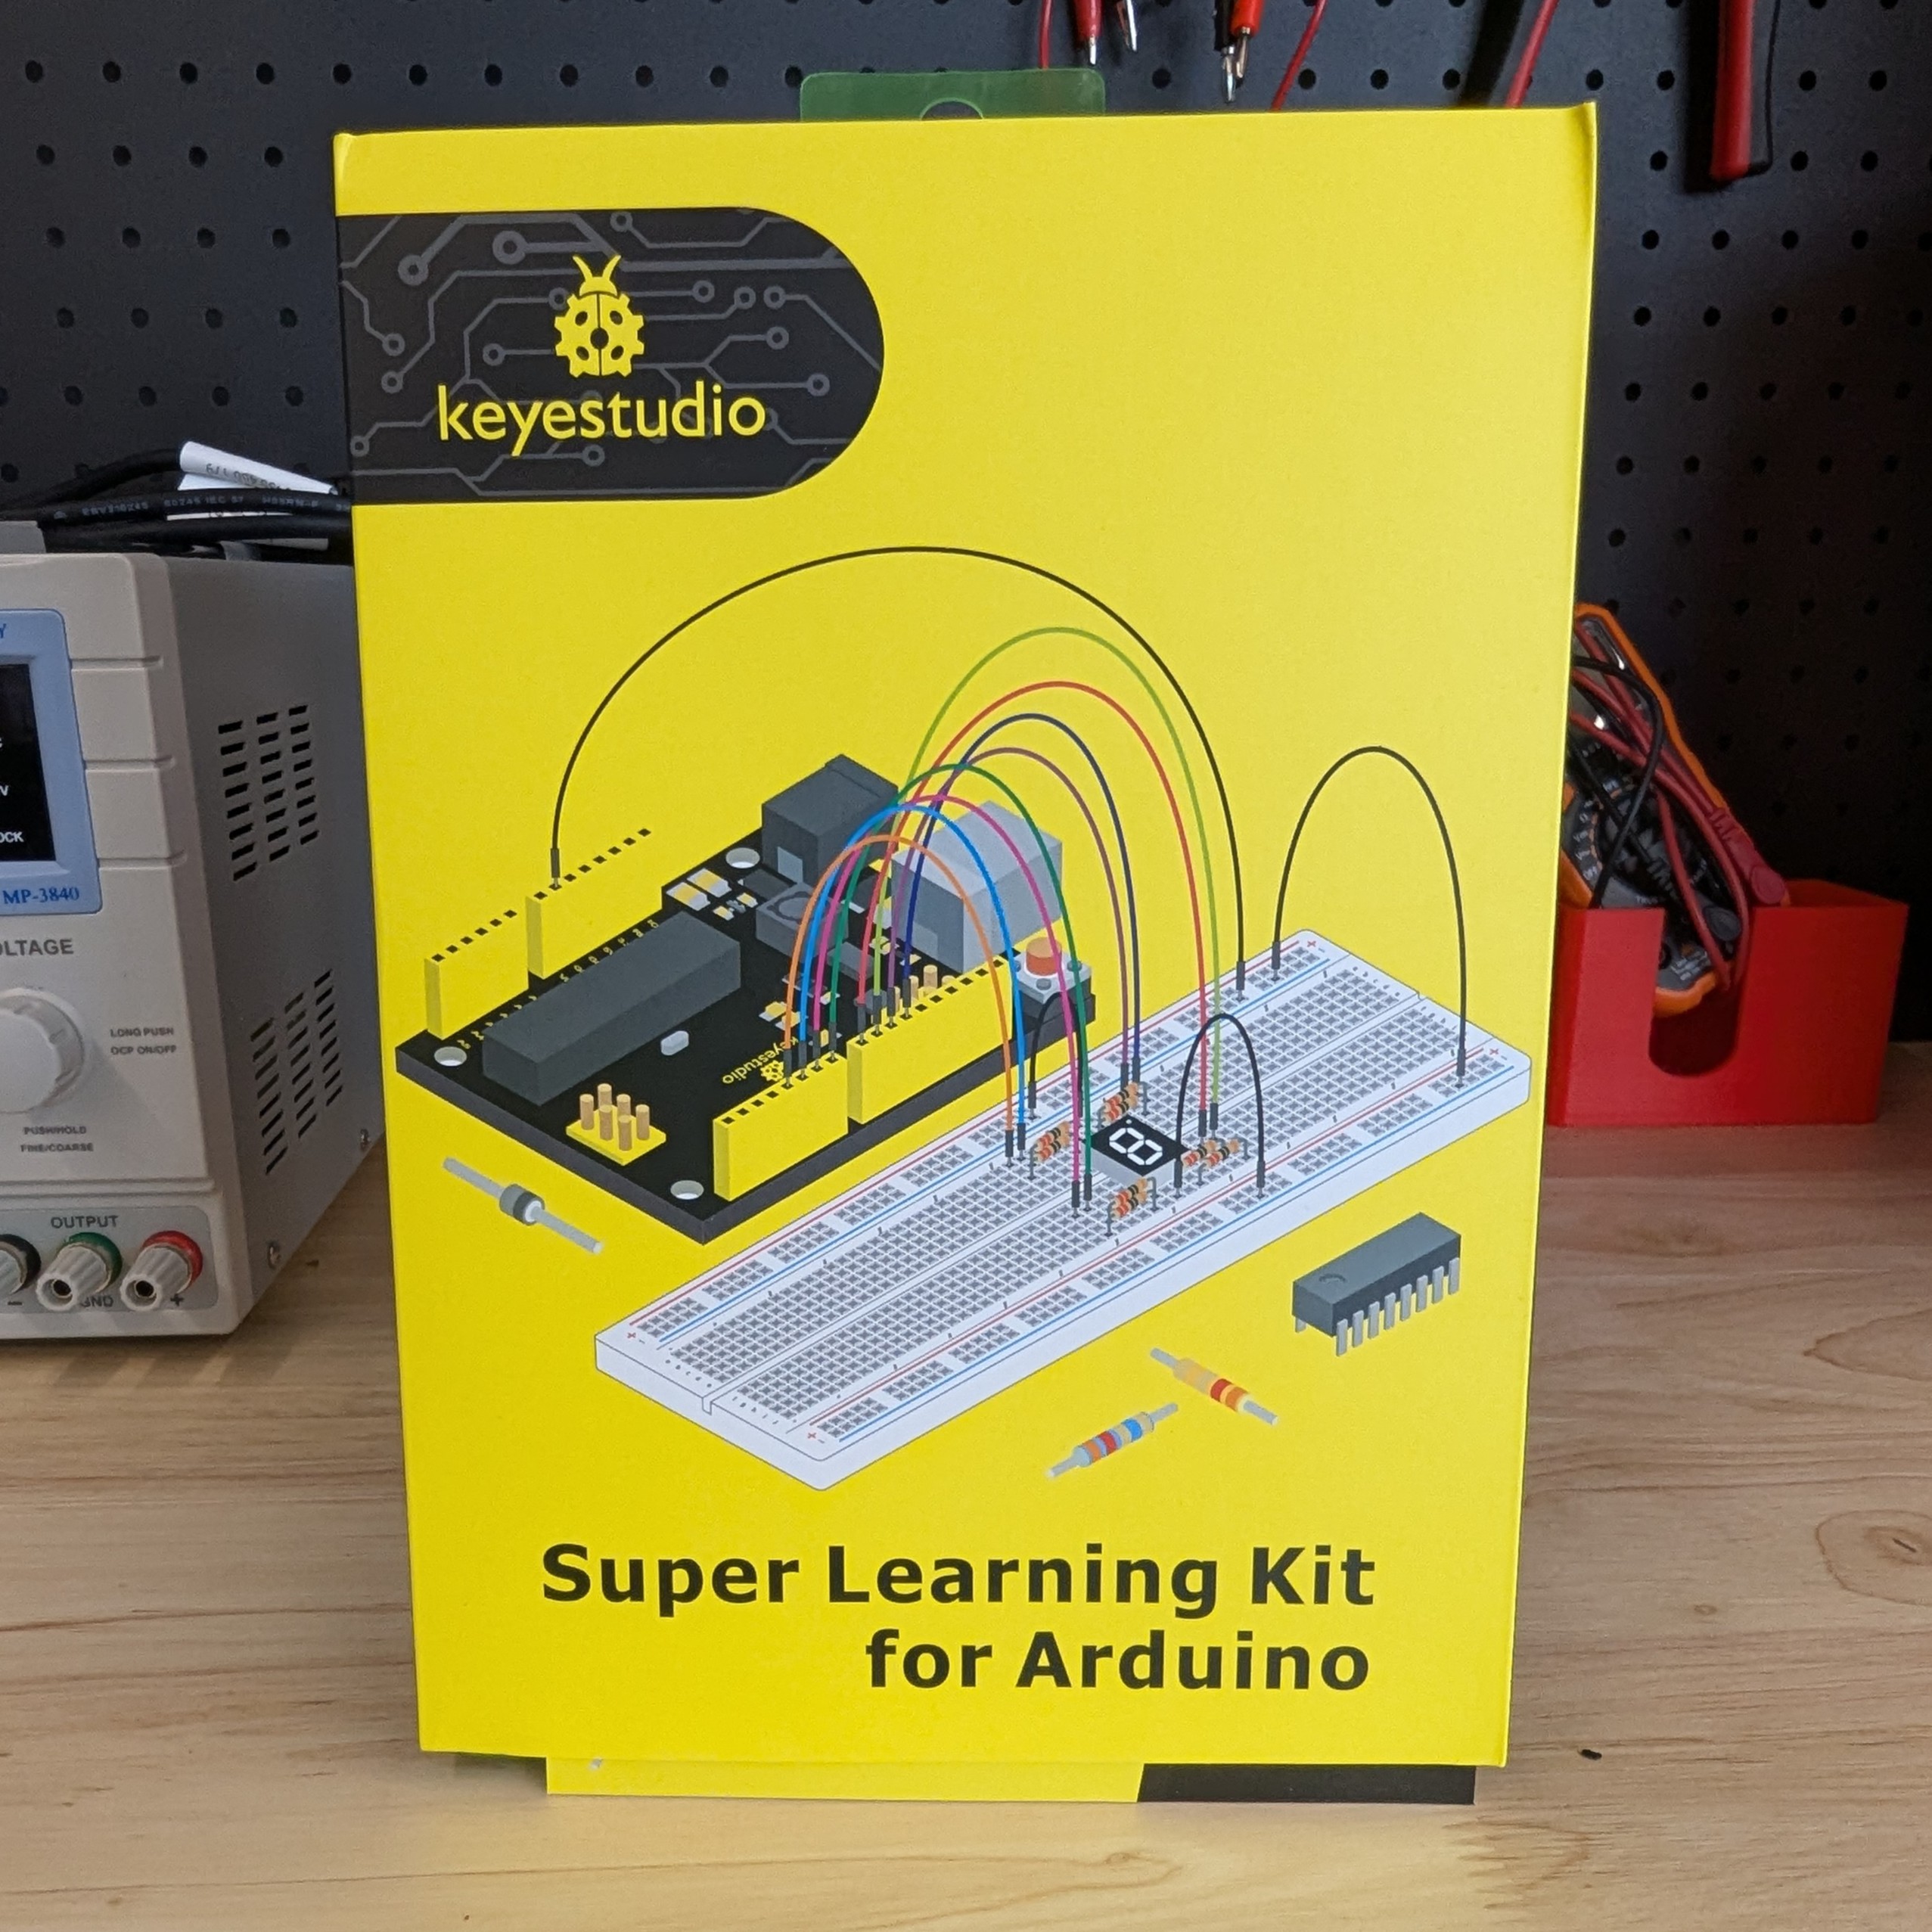 keyestudio
keyestudio
8
Super Learning Kit
for Arduino
MP-3840
OLTAGE
LONG PUSH
OCP ON/OFF
PUSH/HOLD
FINE/COARSE
OUTPUT
- GND +